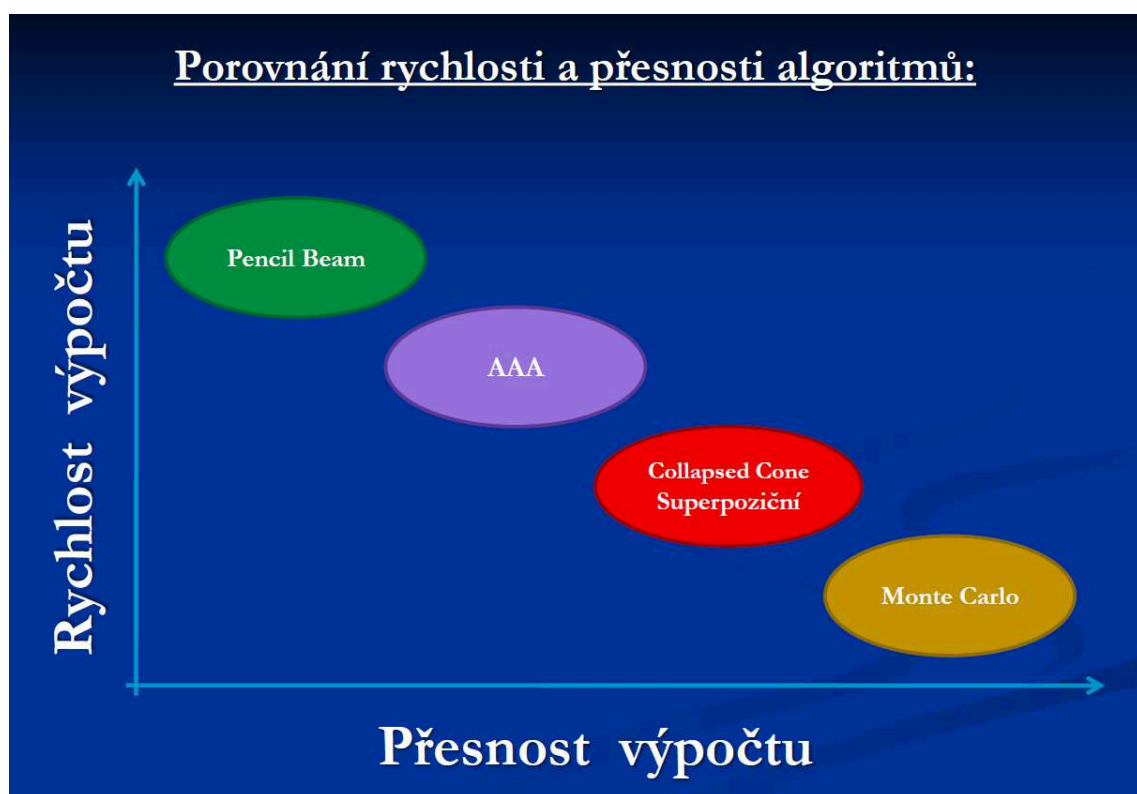 Porovnání rychlosti a přesnosti algoritmů:
Rychlost výpočtu
Pencil Beam
AAA
Collapsed Cone
Superpoziční
Monte Carlo
Přesnost výpočtu